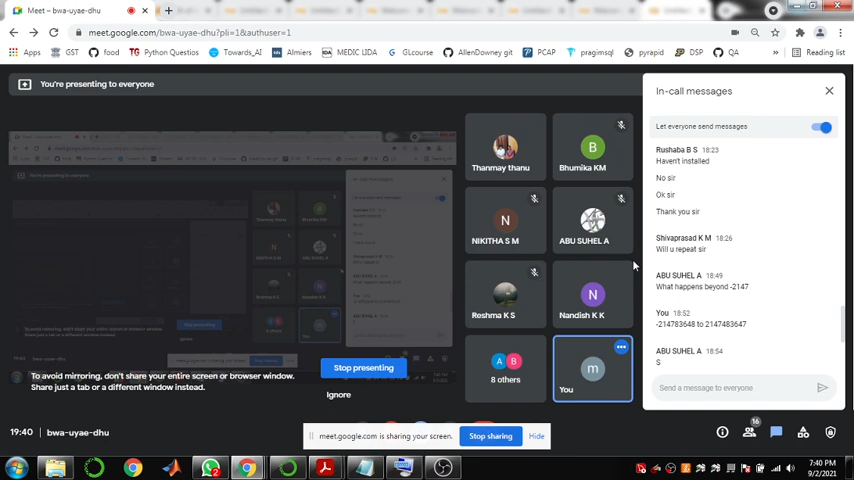 Meet – bwa-uyae-dhu
meet.google.com/bwa-uyae-dhu?pli=1&authuser=1
Apps
GST
food
Python Questions
Towards_AI
Almiers
MEDIC LIDA
GLcourse
AllenDowney git
PCAP
pragimsql
pyrapid
DSP
QA
»
Reading list
You're presenting to everyone
In-call messages
Let everyone send messages
Rushaba B S 18:23
Haven't installed
No sir
Ok sir
Thank you sir
Shivaprasad K M 18:26
Will u repeat sir
ABU SUHEL A 18:49
What happens beyond -2147
You 18:52
-214783648 to 2147483647
ABU SUHEL A 18:54
S
Send a message to everyone
Thanmay thanu
B
Bhumika KM
N
NIKITHA S M
ABU SUHEL A
Reshma K S
N
Nandish K K
A B
8 others
m
You
To avoid mirroring, don't share your entire screen or browser window.
Share just a tab or a different window instead.
Stop presenting
Ignore
19:40 | bwa-uyae-dhu
meet.google.com is sharing your screen.
Stop sharing
Hide
16
7:40 PM
9/2/2021